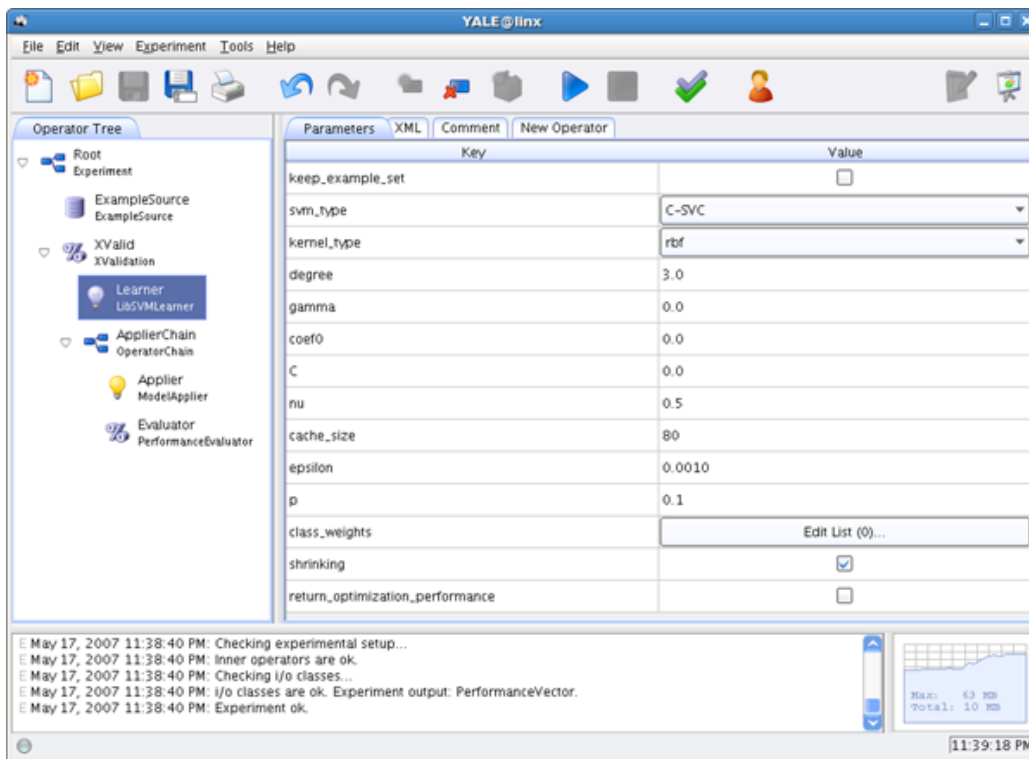 YALE@linx
File Edit View Experiment Tools Help
Operator Tree
Root
Experiment
ExampleSource
ExampleSource
XValid
XValidation
Learner
LibSVMLearner
ApplierChain
OperatorChain
Applier
ModelApplier
Evaluator
PerformanceEvaluator
Parameters XML Comment New Operator
Key Value
keep_example_set
svm_type C-SVC
kernel_type rbf
degree 3.0
gamma 0.0
coef0 0.0
C 0.0
nu 0.5
cache_size 80
epsilon 0.0010
p 0.1
class_weights Edit List (0)...
shrinking
return_optimization_performance
E May 17, 2007 11:38:40 PM: Checking experimental setup...
E May 17, 2007 11:38:40 PM: Inner operators are ok.
E May 17, 2007 11:38:40 PM: Checking i/o classes...
E May 17, 2007 11:38:40 PM: i/o classes are ok. Experiment output: PerformanceVector.
E May 17, 2007 11:38:40 PM: Experiment ok.
Max: 63 MB
Total: 10 MB
11:39:18 PM